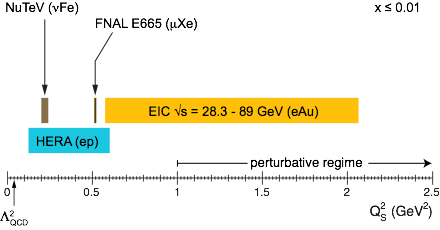 NuTeV (νFe)
FNAL E665 (μXe)
x ≤ 0.01
EIC √s = 28.3 - 89 GeV (eAu)
HERA (ep)
perturbative regime
0 0.5 1 1.5 2 2.5
Λ²QCD
Q²S (GeV²)